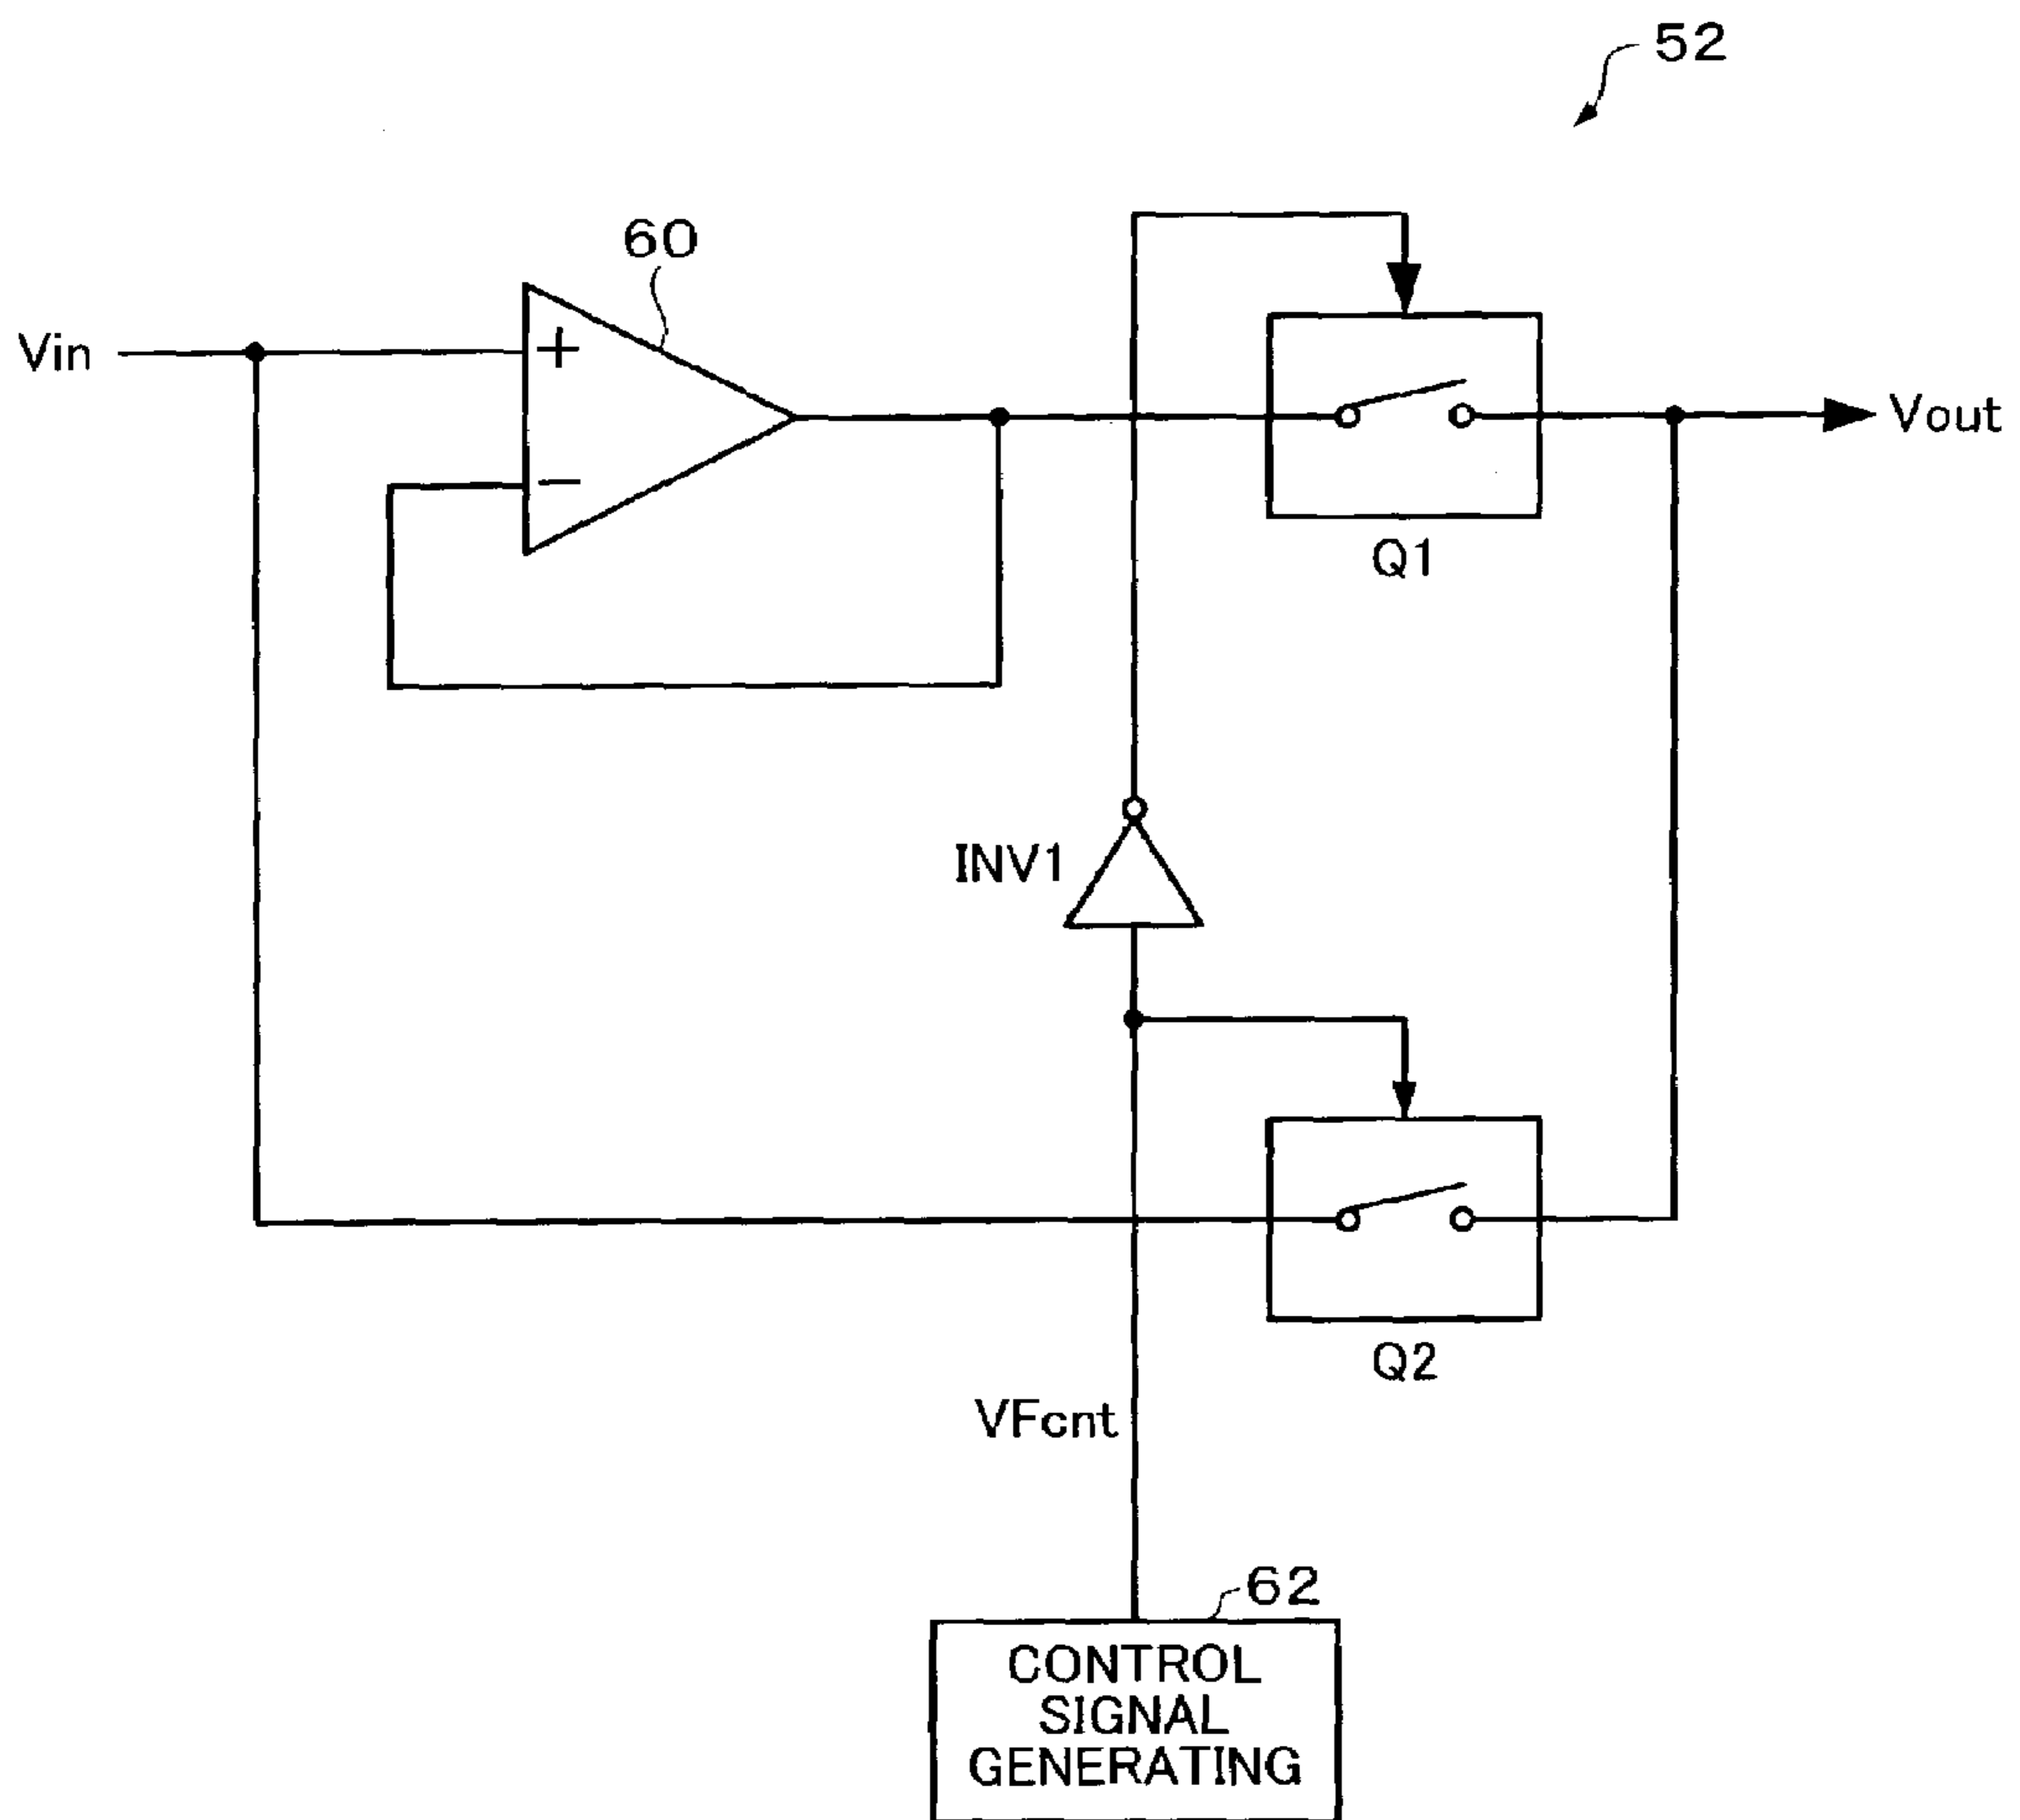 52
60
Vin
+
−
Vout
Q1
INV1
Q2
VFcnt
62
CONTROL
SIGNAL
GENERATING